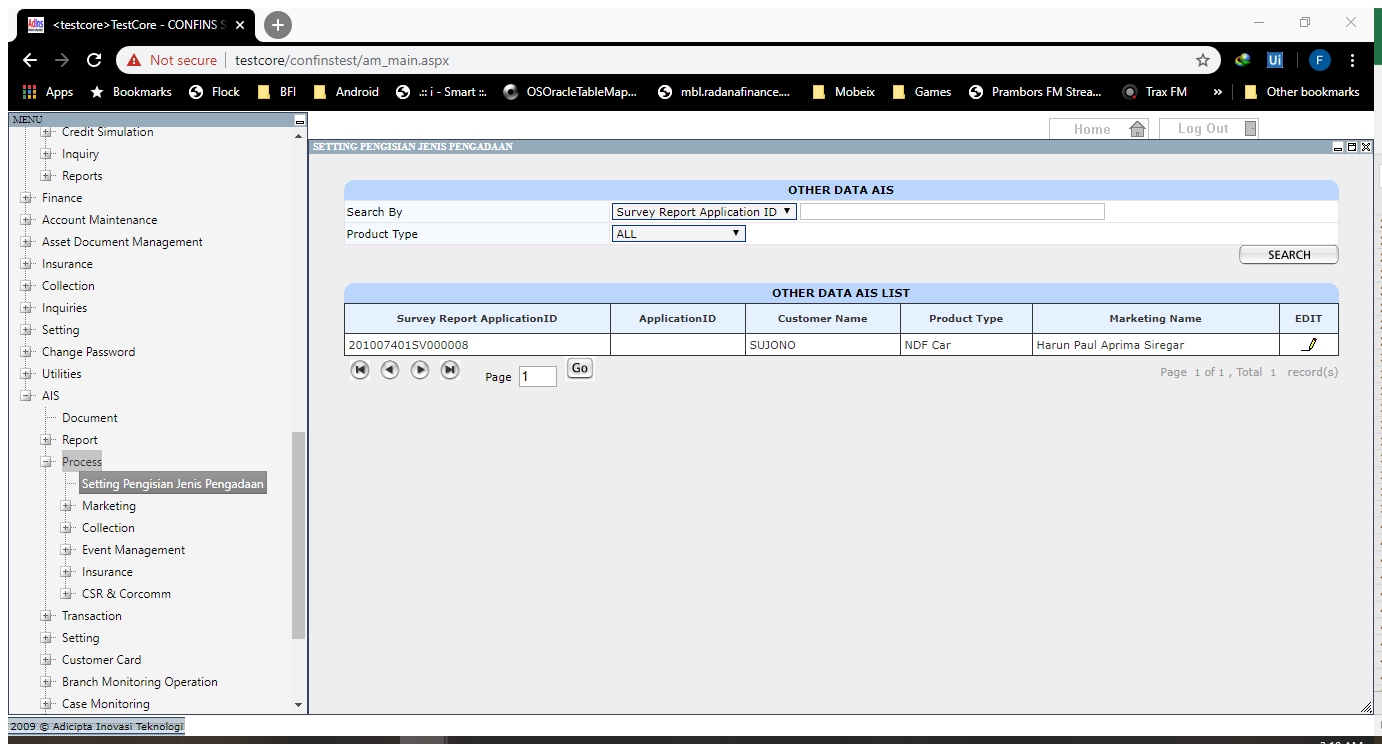 <testcore>TestCore - CONFINS S
Not secure | testcore/confinstest/am_main.aspx
F
Ui
Apps Bookmarks Flock BFI Android .:: i - Smart ::. OSOracleTableMap... mbl.radanafinance.... Mobeix Games Prambors FM Strea... Trax FM » Other bookmarks
MENU
Credit Simulation
Inquiry
Reports
Finance
Account Maintenance
Asset Document Management
Insurance
Collection
Inquiries
Setting
Change Password
Utilities
AIS
Document
Report
Process
Setting Pengisian Jenis Pengadaan
Marketing
Collection
Event Management
Insurance
CSR & Corcomm
Transaction
Setting
Customer Card
Branch Monitoring Operation
Case Monitoring
2009 © Adicipta Inovasi Teknologi
Home Log Out
SETTING PENGISIAN JENIS PENGADAAN
OTHER DATA AIS
Search By Survey Report Application ID
Product Type ALL
SEARCH
OTHER DATA AIS LIST
Survey Report ApplicationID ApplicationID Customer Name Product Type Marketing Name EDIT
201007401SV000008 SUJONO NDF Car Harun Paul Aprima Siregar
Page 1 Go Page 1 of 1 , Total 1 record(s)